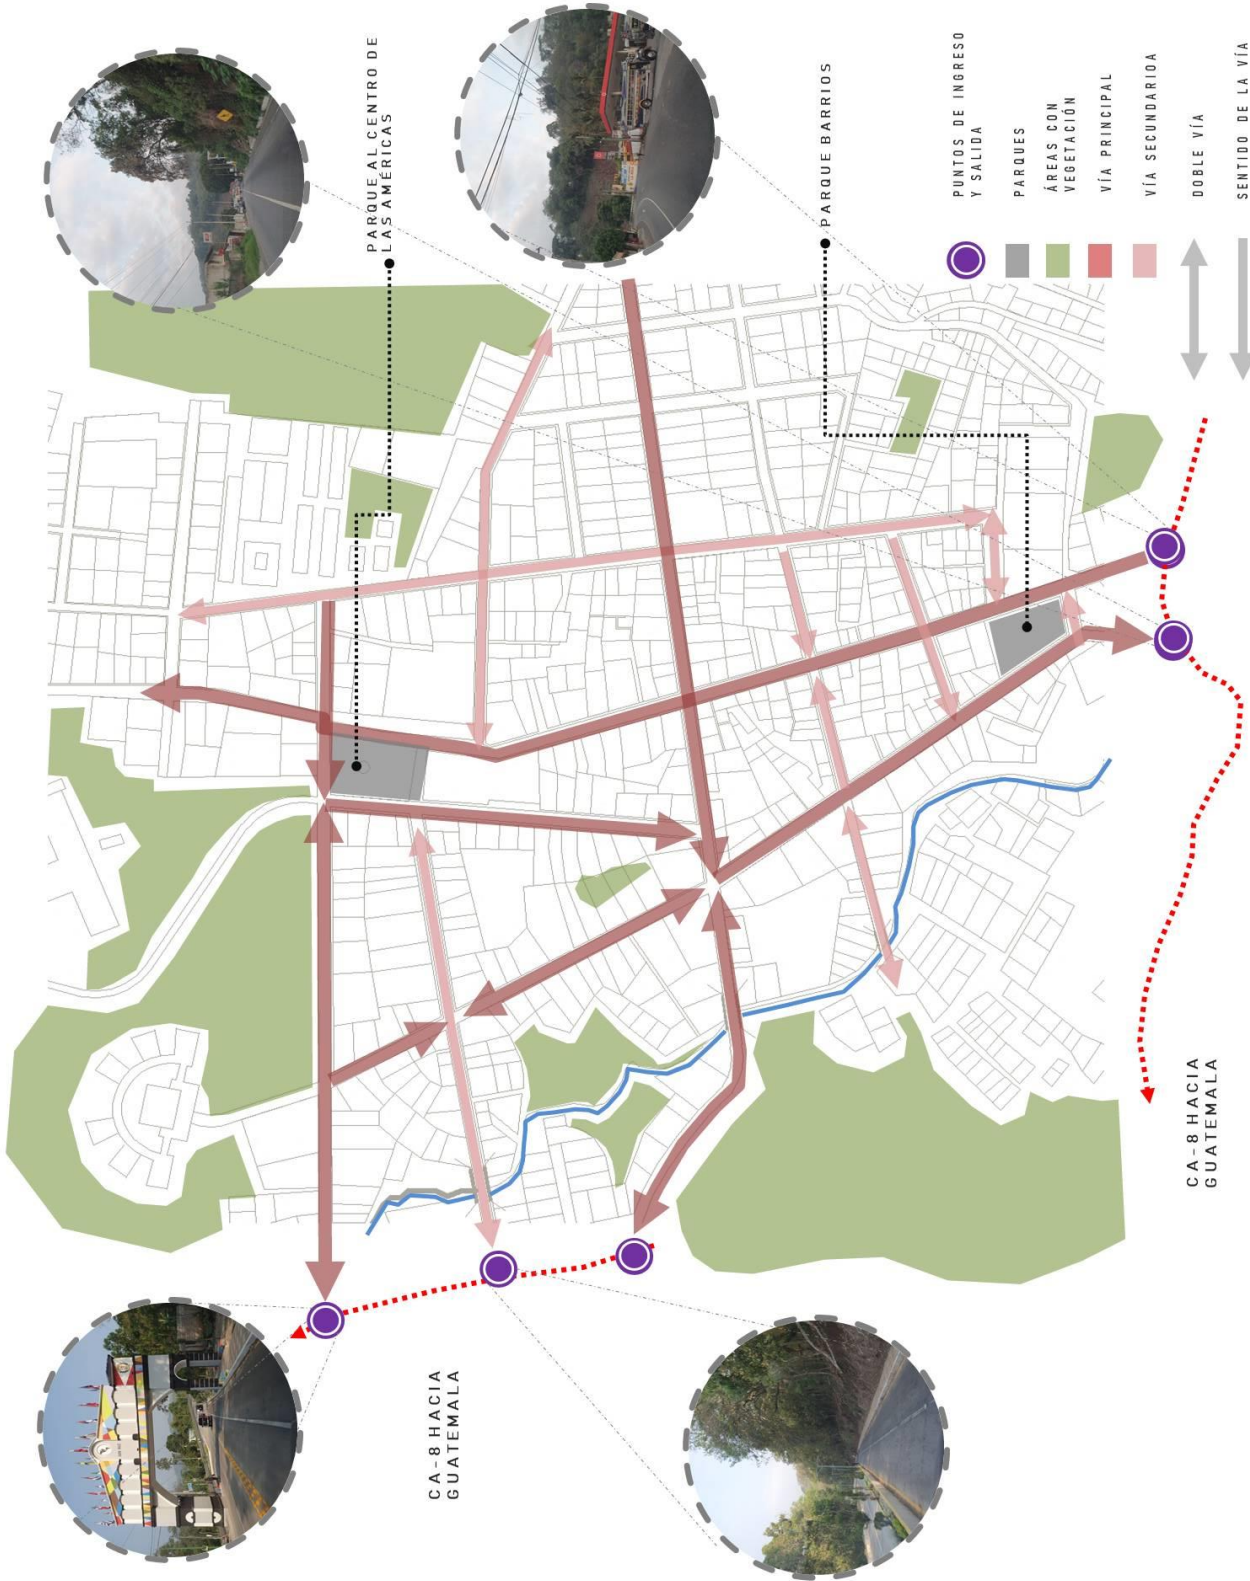 PARQUE AL CENTRO DE
LAS AMÉRICAS
PARQUE BARRIOS
PUNTOS DE INGRESO
Y SALIDA
PARQUES
ÁREAS CON
VEGETACIÓN
VÍA PRINCIPAL
VÍA SECUNDARIOA
DOBLE VÍA
SENTIDO DE LA VÍA
CA-8 HACIA
GUATEMALA
CA-8 HACIA
GUATEMALA